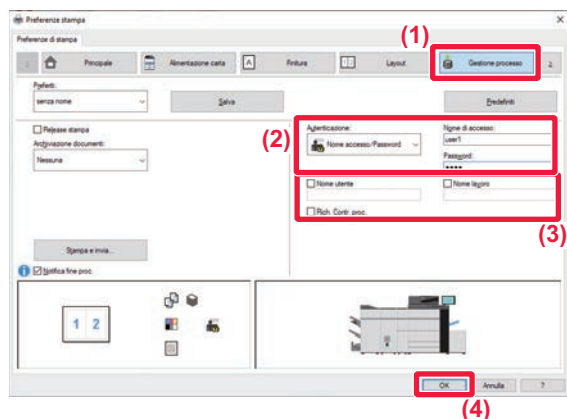 Preferenze stampa
Preferenze di stampa
(1)
Principale
Alimentazione carta
Finitura
Layout
Gestione processo
Preferiti:
senza nome
Salva
Predefiniti
Release stampa
Archiviazione documenti:
Nessuna
(2)
Autenticazione:
Nome accesso/Password
Nome di accesso:
user1
Password:
••••
Nome utente
Nome lavoro
Rich. Contr. proc.
(3)
Stampa e invia...
Notifica fine proc.
1 2
OK
Annulla
?
(4)